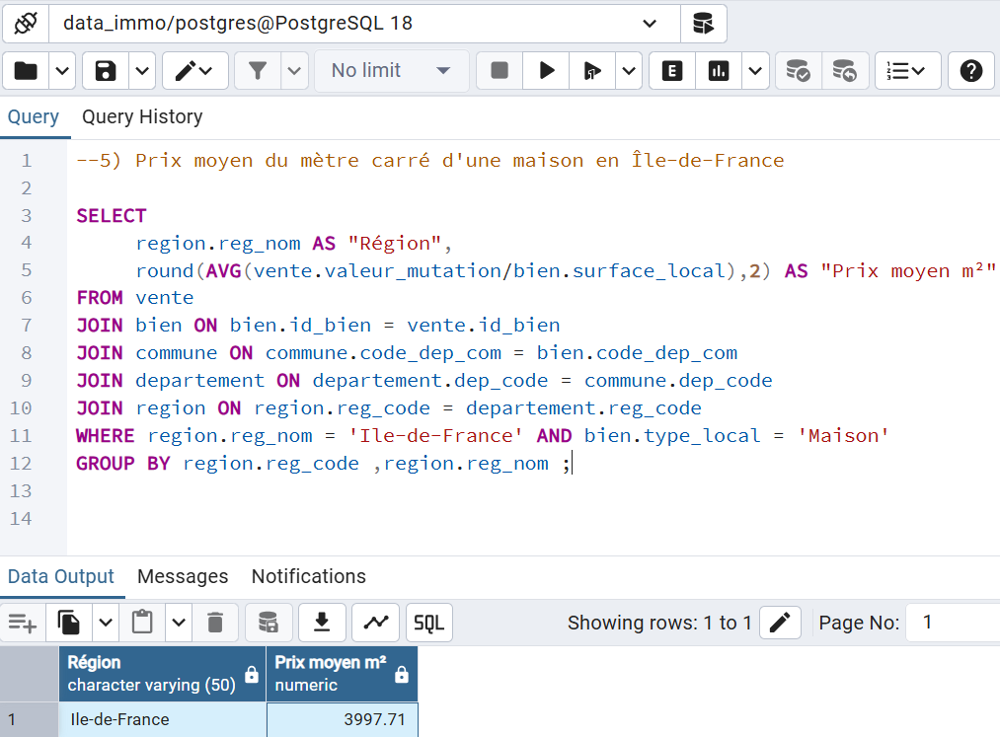 data_immo/postgres@PostgreSQL 18
No limit
E
Query Query History
1 --5) Prix moyen du mètre carré d'une maison en Île-de-France
2
3 SELECT
4 region.reg_nom AS "Région",
5 round(AVG(vente.valeur_mutation/bien.surface_local),2) AS "Prix moyen m²"
6 FROM vente
7 JOIN bien ON bien.id_bien = vente.id_bien
8 JOIN commune ON commune.code_dep_com = bien.code_dep_com
9 JOIN departement ON departement.dep_code = commune.dep_code
10 JOIN region ON region.reg_code = departement.reg_code
11 WHERE region.reg_nom = 'Ile-de-France' AND bien.type_local = 'Maison'
12 GROUP BY region.reg_code ,region.reg_nom ;
13
14
Data Output Messages Notifications
SQL Showing rows: 1 to 1 Page No: 1
Région Prix moyen m²
character varying (50) numeric
1 Ile-de-France 3997.71